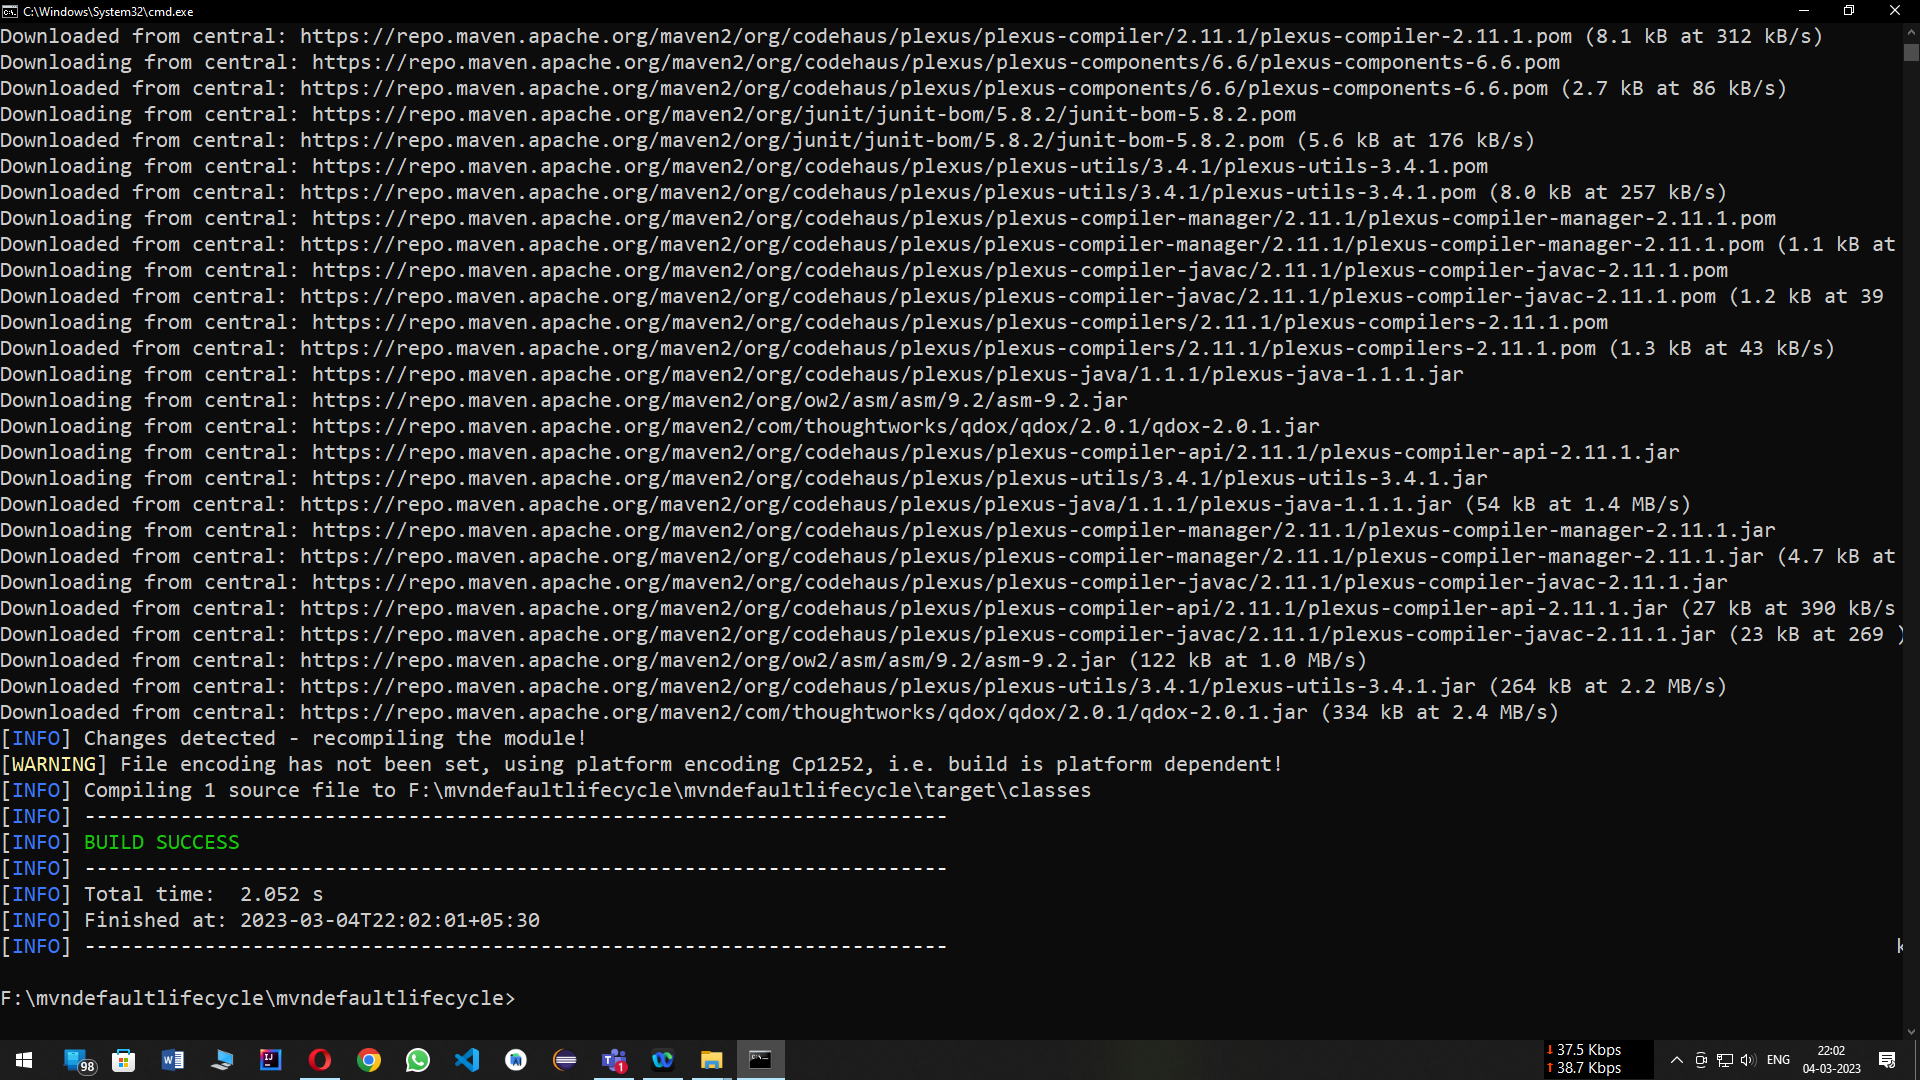 C:\Windows\System32\cmd.exe
Downloaded from central: https://repo.maven.apache.org/maven2/org/codehaus/plexus/plexus-compiler/2.11.1/plexus-compiler-2.11.1.pom (8.1 kB at 312 kB/s)
Downloading from central: https://repo.maven.apache.org/maven2/org/codehaus/plexus/plexus-components/6.6/plexus-components-6.6.pom
Downloaded from central: https://repo.maven.apache.org/maven2/org/codehaus/plexus/plexus-components/6.6/plexus-components-6.6.pom (2.7 kB at 86 kB/s)
Downloading from central: https://repo.maven.apache.org/maven2/org/junit/junit-bom/5.8.2/junit-bom-5.8.2.pom
Downloaded from central: https://repo.maven.apache.org/maven2/org/junit/junit-bom/5.8.2/junit-bom-5.8.2.pom (5.6 kB at 176 kB/s)
Downloading from central: https://repo.maven.apache.org/maven2/org/codehaus/plexus/plexus-utils/3.4.1/plexus-utils-3.4.1.pom
Downloaded from central: https://repo.maven.apache.org/maven2/org/codehaus/plexus/plexus-utils/3.4.1/plexus-utils-3.4.1.pom (8.0 kB at 257 kB/s)
Downloading from central: https://repo.maven.apache.org/maven2/org/codehaus/plexus/plexus-compiler-manager/2.11.1/plexus-compiler-manager-2.11.1.pom
Downloaded from central: https://repo.maven.apache.org/maven2/org/codehaus/plexus/plexus-compiler-manager/2.11.1/plexus-compiler-manager-2.11.1.pom (1.1 kB at
Downloading from central: https://repo.maven.apache.org/maven2/org/codehaus/plexus/plexus-compiler-javac/2.11.1/plexus-compiler-javac-2.11.1.pom
Downloaded from central: https://repo.maven.apache.org/maven2/org/codehaus/plexus/plexus-compiler-javac/2.11.1/plexus-compiler-javac-2.11.1.pom (1.2 kB at 39
Downloading from central: https://repo.maven.apache.org/maven2/org/codehaus/plexus/plexus-compilers/2.11.1/plexus-compilers-2.11.1.pom
Downloaded from central: https://repo.maven.apache.org/maven2/org/codehaus/plexus/plexus-compilers/2.11.1/plexus-compilers-2.11.1.pom (1.3 kB at 43 kB/s)
Downloading from central: https://repo.maven.apache.org/maven2/org/codehaus/plexus/plexus-java/1.1.1/plexus-java-1.1.1.jar
Downloading from central: https://repo.maven.apache.org/maven2/org/ow2/asm/asm/9.2/asm-9.2.jar
Downloading from central: https://repo.maven.apache.org/maven2/com/thoughtworks/qdox/qdox/2.0.1/qdox-2.0.1.jar
Downloading from central: https://repo.maven.apache.org/maven2/org/codehaus/plexus/plexus-compiler-api/2.11.1/plexus-compiler-api-2.11.1.jar
Downloading from central: https://repo.maven.apache.org/maven2/org/codehaus/plexus/plexus-utils/3.4.1/plexus-utils-3.4.1.jar
Downloaded from central: https://repo.maven.apache.org/maven2/org/codehaus/plexus/plexus-java/1.1.1/plexus-java-1.1.1.jar (54 kB at 1.4 MB/s)
Downloading from central: https://repo.maven.apache.org/maven2/org/codehaus/plexus/plexus-compiler-manager/2.11.1/plexus-compiler-manager-2.11.1.jar
Downloaded from central: https://repo.maven.apache.org/maven2/org/codehaus/plexus/plexus-compiler-manager/2.11.1/plexus-compiler-manager-2.11.1.jar (4.7 kB at
Downloading from central: https://repo.maven.apache.org/maven2/org/codehaus/plexus/plexus-compiler-javac/2.11.1/plexus-compiler-javac-2.11.1.jar
Downloaded from central: https://repo.maven.apache.org/maven2/org/codehaus/plexus/plexus-compiler-api/2.11.1/plexus-compiler-api-2.11.1.jar (27 kB at 390 kB/s
Downloaded from central: https://repo.maven.apache.org/maven2/org/codehaus/plexus/plexus-compiler-javac/2.11.1/plexus-compiler-javac-2.11.1.jar (23 kB at 269 )
Downloaded from central: https://repo.maven.apache.org/maven2/org/ow2/asm/asm/9.2/asm-9.2.jar (122 kB at 1.0 MB/s)
Downloaded from central: https://repo.maven.apache.org/maven2/org/codehaus/plexus/plexus-utils/3.4.1/plexus-utils-3.4.1.jar (264 kB at 2.2 MB/s)
Downloaded from central: https://repo.maven.apache.org/maven2/com/thoughtworks/qdox/qdox/2.0.1/qdox-2.0.1.jar (334 kB at 2.4 MB/s)
[INFO] Changes detected - recompiling the module!
[WARNING] File encoding has not been set, using platform encoding Cp1252, i.e. build is platform dependent!
[INFO] Compiling 1 source file to F:\mvndefaultlifecycle\mvndefaultlifecycle\target\classes
[INFO] ------------------------------------------------------------------------
[INFO] BUILD SUCCESS
[INFO] ------------------------------------------------------------------------
[INFO] Total time:  2.052 s
[INFO] Finished at: 2023-03-04T22:02:01+05:30
[INFO] ------------------------------------------------------------------------ k
F:\mvndefaultlifecycle\mvndefaultlifecycle>
98
1
↓ 37.5 Kbps
↑ 38.7 Kbps
ENG
22:02
04-03-2023